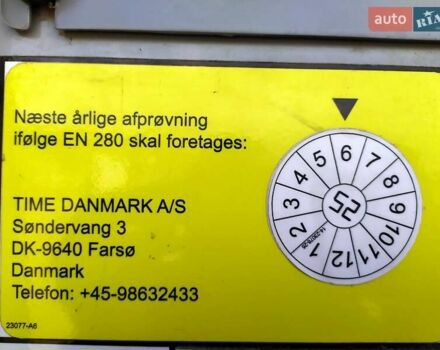 auto RIA
Næste årlige afprøvning
ifølge EN 280 skal foretages:
TIME DANMARK A/S
Søndervang 3
DK-9640 Farsø
Danmark
Telefon: +45-98632433
23077-A6
1 2 3 4 5 6 7 8 9 10 11 12
25